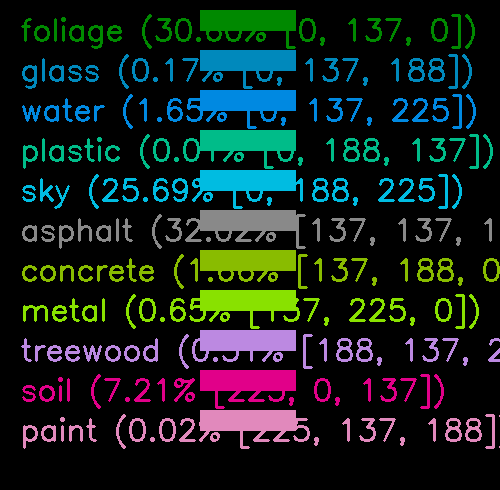 foliage (30.60% [0, 137, 0])
glass (0.17% [0, 137, 188])
water (1.65% [0, 137, 225])
plastic (0.01% [0, 188, 137])
sky (25.69% [0, 188, 225])
asphalt (32.02% [137, 137,
concrete (1.66% [137, 188, 0
metal (0.65% [137, 225, 0])
treewood (0.31% [188, 137,
soil (7.21% [225, 0, 137])
paint (0.02% [225, 137, 188])